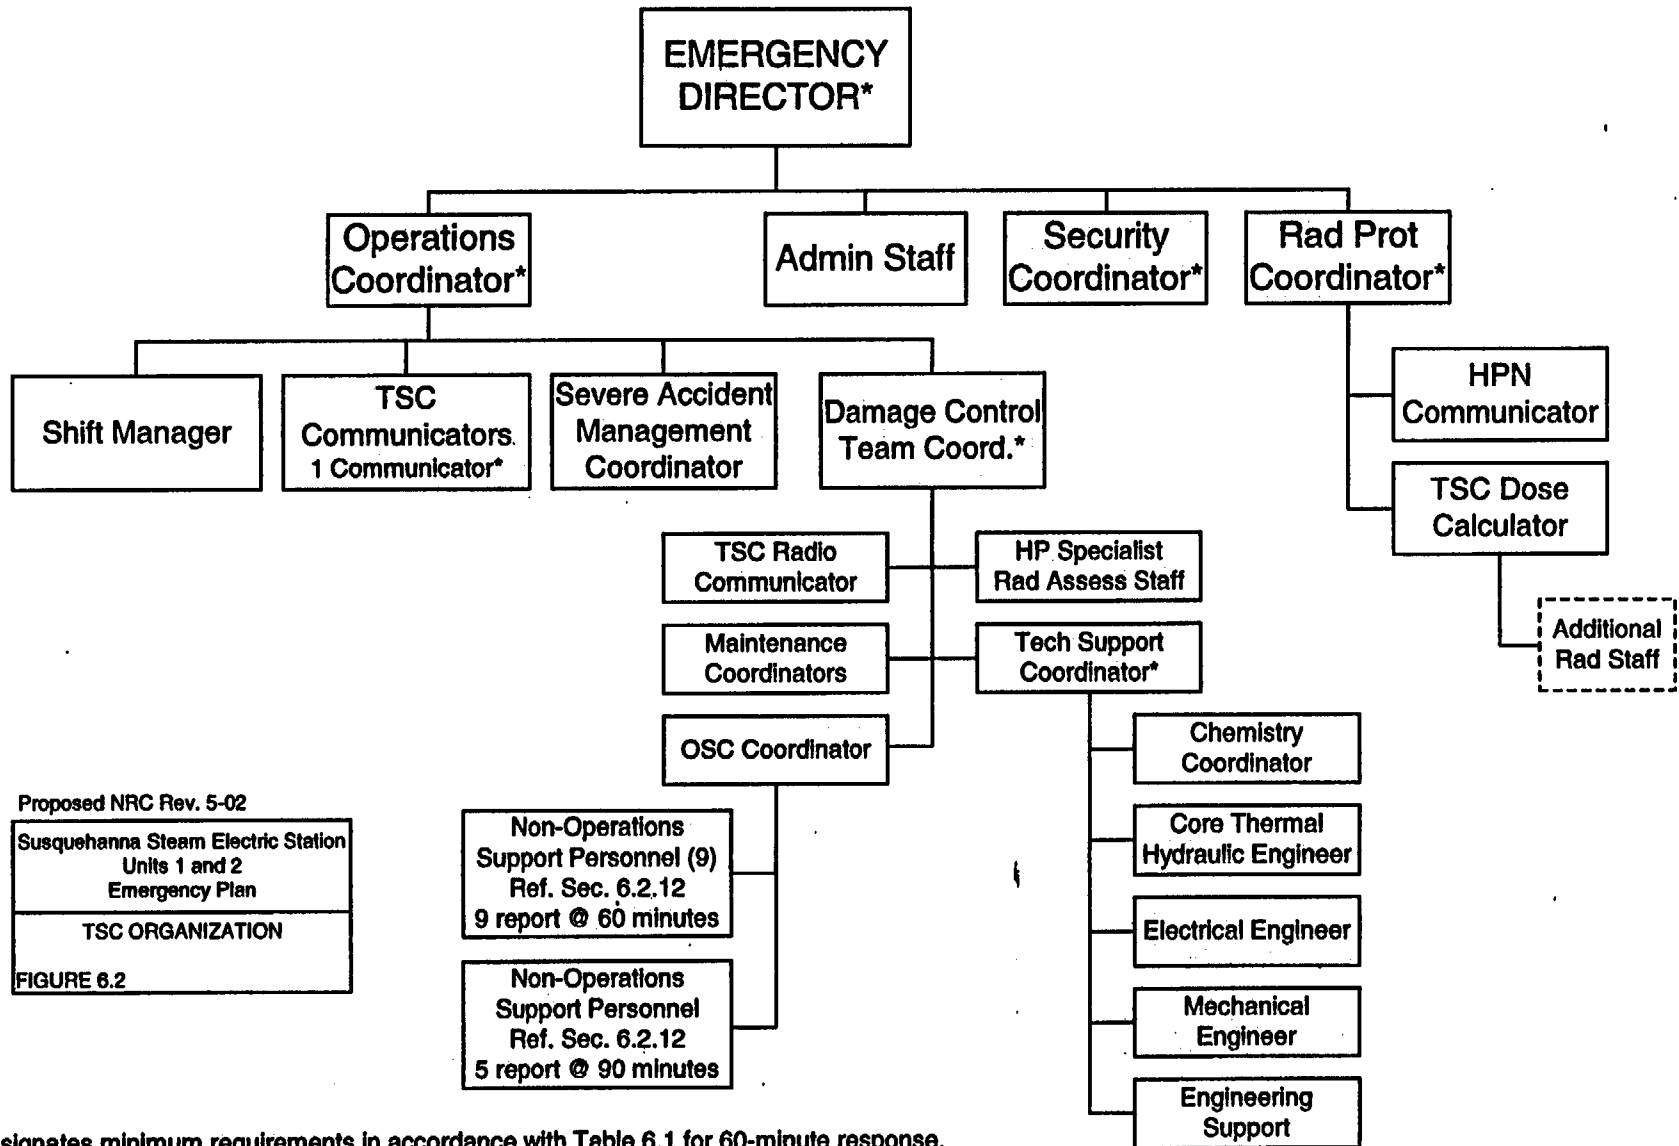 EMERGENCY
DIRECTOR*
Operations
Coordinator*
Admin Staff
Security
Coordinator*
Rad Prot
Coordinator*
Shift Manager
TSC
Communicators
1 Communicator*
Severe Accident
Management
Coordinator
Damage Control
Team Coord.*
HPN
Communicator
TSC Dose
Calculator
Additional
Rad Staff
TSC Radio
Communicator
HP Specialist
Rad Assess Staff
Maintenance
Coordinators
Tech Support
Coordinator*
OSC Coordinator
Chemistry
Coordinator
Core Thermal
Hydraulic Engineer
Electrical Engineer
Mechanical
Engineer
Engineering
Support
Non-Operations
Support Personnel (9)
Ref. Sec. 6.2.12
9 report @ 60 minutes
Non-Operations
Support Personnel
Ref. Sec. 6.2.12
5 report @ 90 minutes
Proposed NRC Rev. 5-02
Susquehanna Steam Electric Station
Units 1 and 2
Emergency Plan
TSC ORGANIZATION
FIGURE 6.2
signates minimum requirements in accordance with Table 6.1 for 60-minute response.